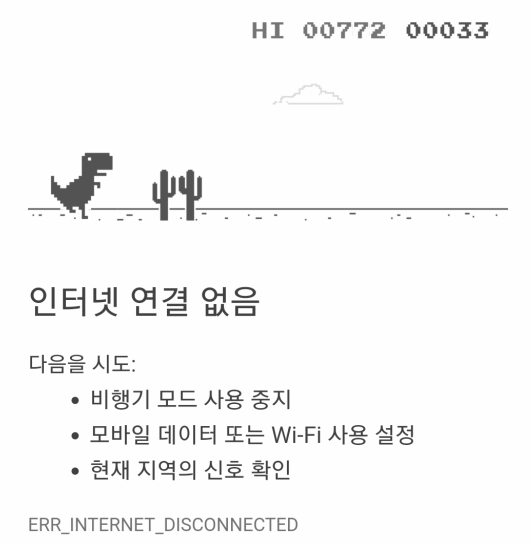 HI 00772 00033
인터넷 연결 없음
다음을 시도:
• 비행기 모드 사용 중지
• 모바일 데이터 또는 Wi-Fi 사용 설정
• 현재 지역의 신호 확인
ERR_INTERNET_DISCONNECTED